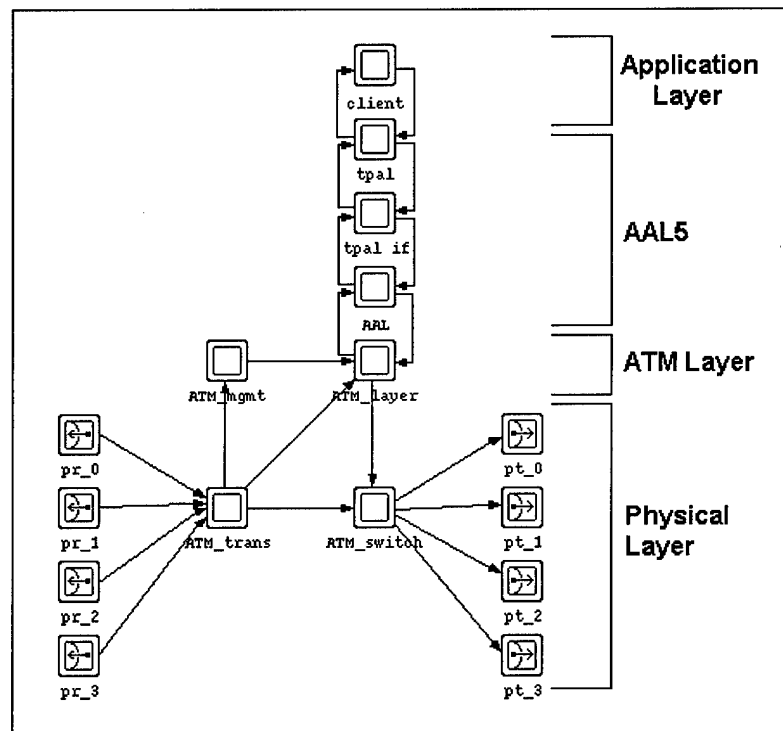 Application
Layer
client
tpal
AAL5
tpal if
AAL
ATM Layer
ATM_mgmt
ATM_layer
pr_0
pt_0
pr_1
ATM_trans
ATM_switch
pt_1
Physical
Layer
pr_2
pt_2
pr_3
pt_3